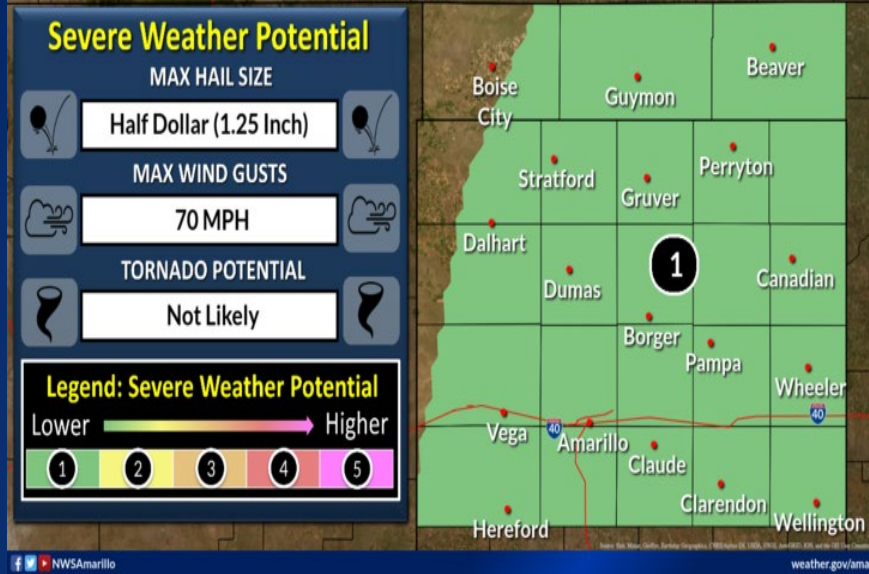 Severe Weather Potential
MAX HAIL SIZE
Half Dollar (1.25 Inch)
MAX WIND GUSTS
70 MPH
TORNADO POTENTIAL
Not Likely
Legend: Severe Weather Potential
Lower
Higher
1
2
3
4
5
Boise
City
Guymon
Beaver
Stratford
Gruver
Perryton
Dalhart
Dumas
1
Canadian
Borger
Pampa
Wheeler
40
Vega
40
Amarillo
Claude
Clarendon
Hereford
Wellington
NWSAmarillo
weather.gov/ama